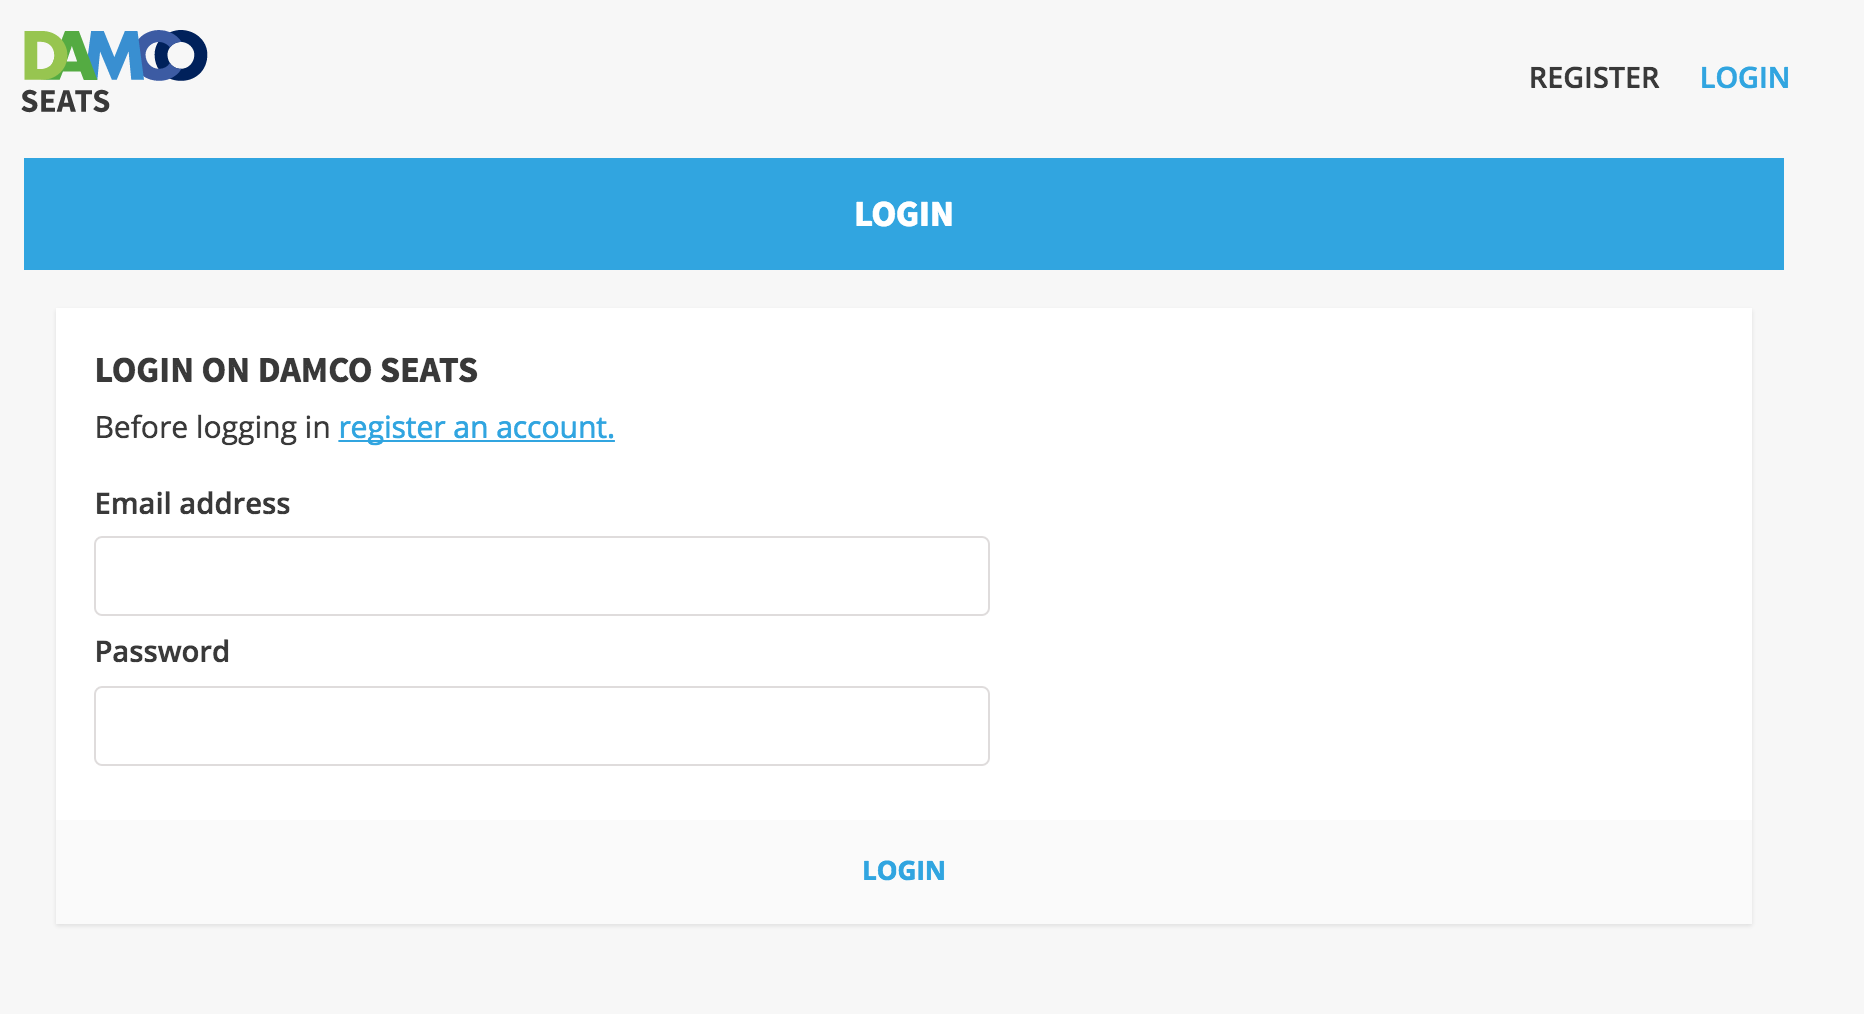 DAMCO
SEATS
REGISTER LOGIN
LOGIN
LOGIN ON DAMCO SEATS
Before logging in register an account.
Email address
Password
LOGIN